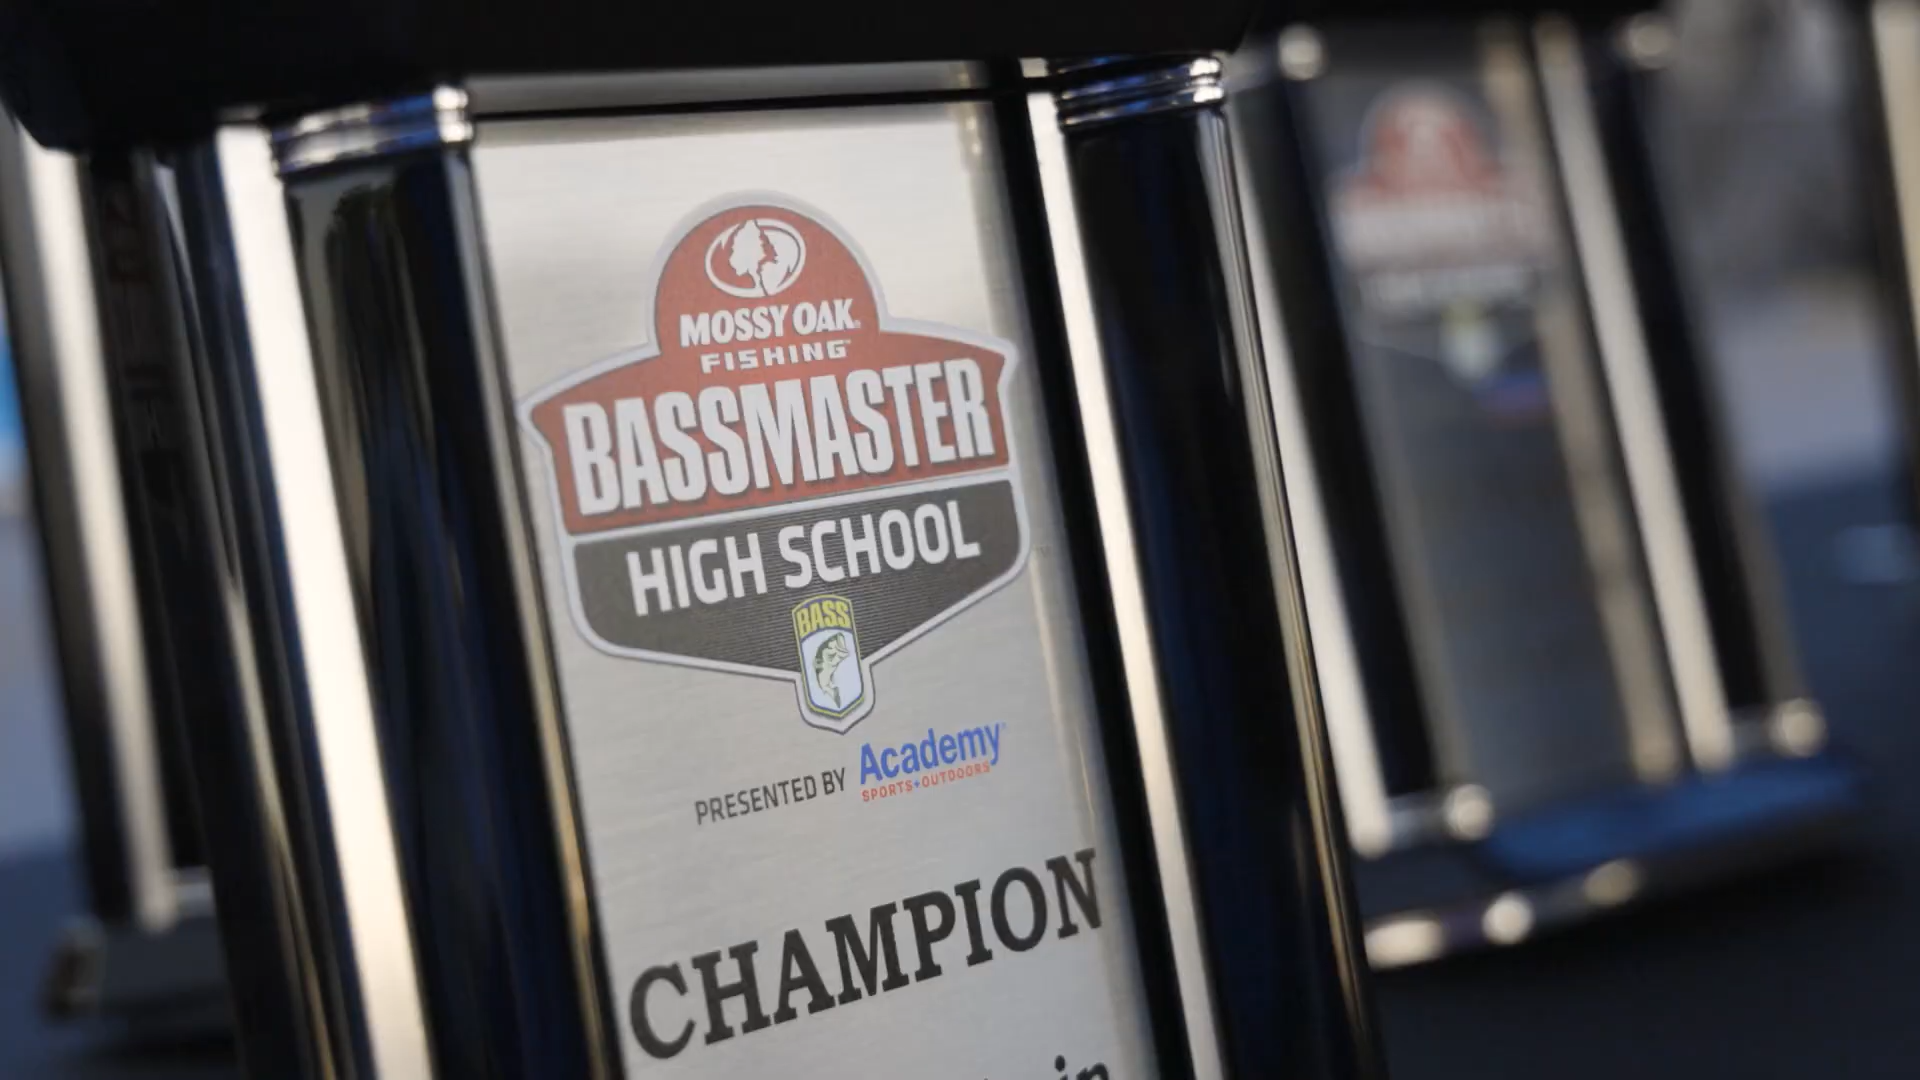 MOSSY OAK
FISHING
BASSMASTER
HIGH SCHOOL
BASS
PRESENTED BY Academy
SPORTS+OUTDOORS
CHAMPION